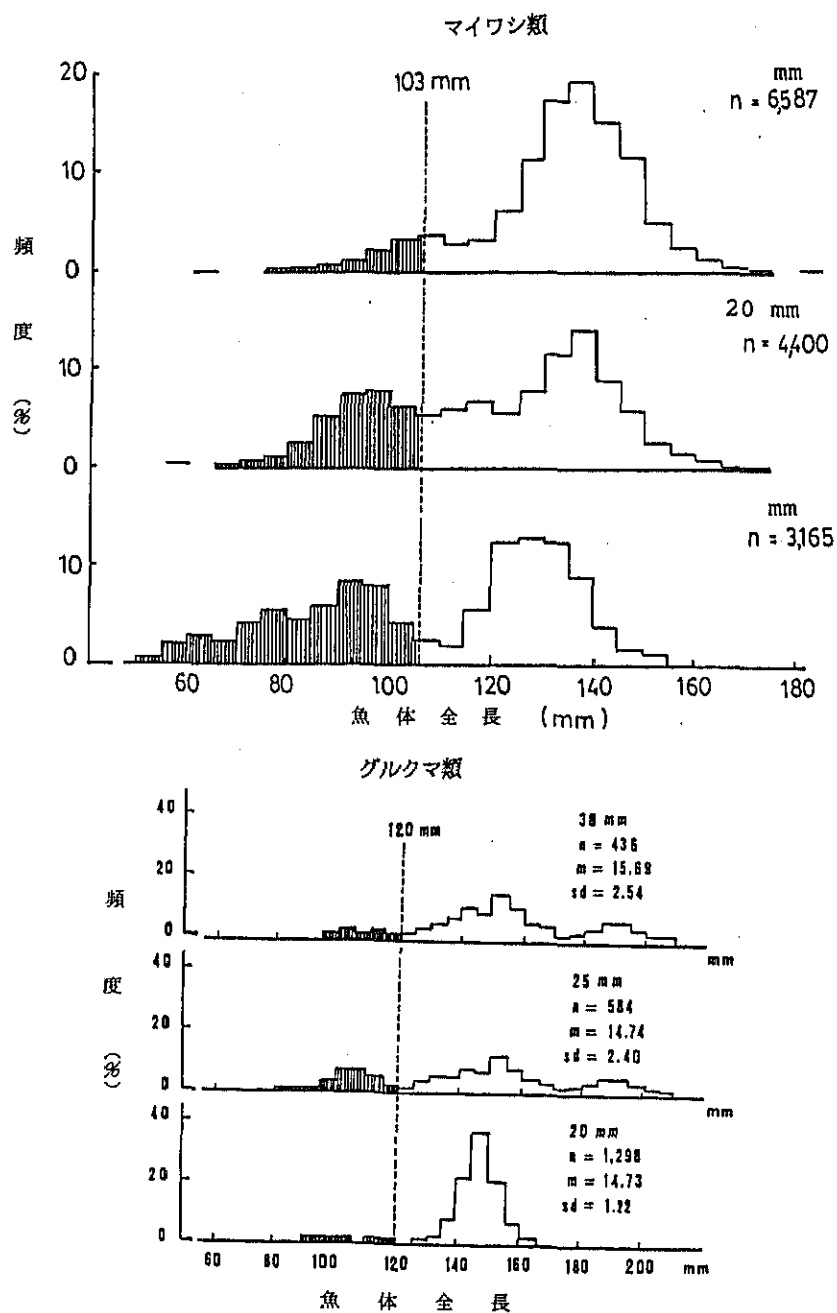 マイワシ類
20
103 mm
mm
n = 6,587
10
頻
0
20 mm
n = 4,400
度
10
(%)
0
mm
n = 3,165
10
0
60 80 100 120 140 160 180
魚体全長 (mm)
グルクマ類
40
120 mm
38 mm
n = 436
m = 15.69
sd = 2.54
20
頻
0
mm
40
度
25 mm
n = 584
m = 14.74
sd = 2.40
20
(%)
0
mm
40
20 mm
n = 1,298
m = 14.73
sd = 1.22
20
0
60 80 100 120 140 160 180 200 mm
魚体全長